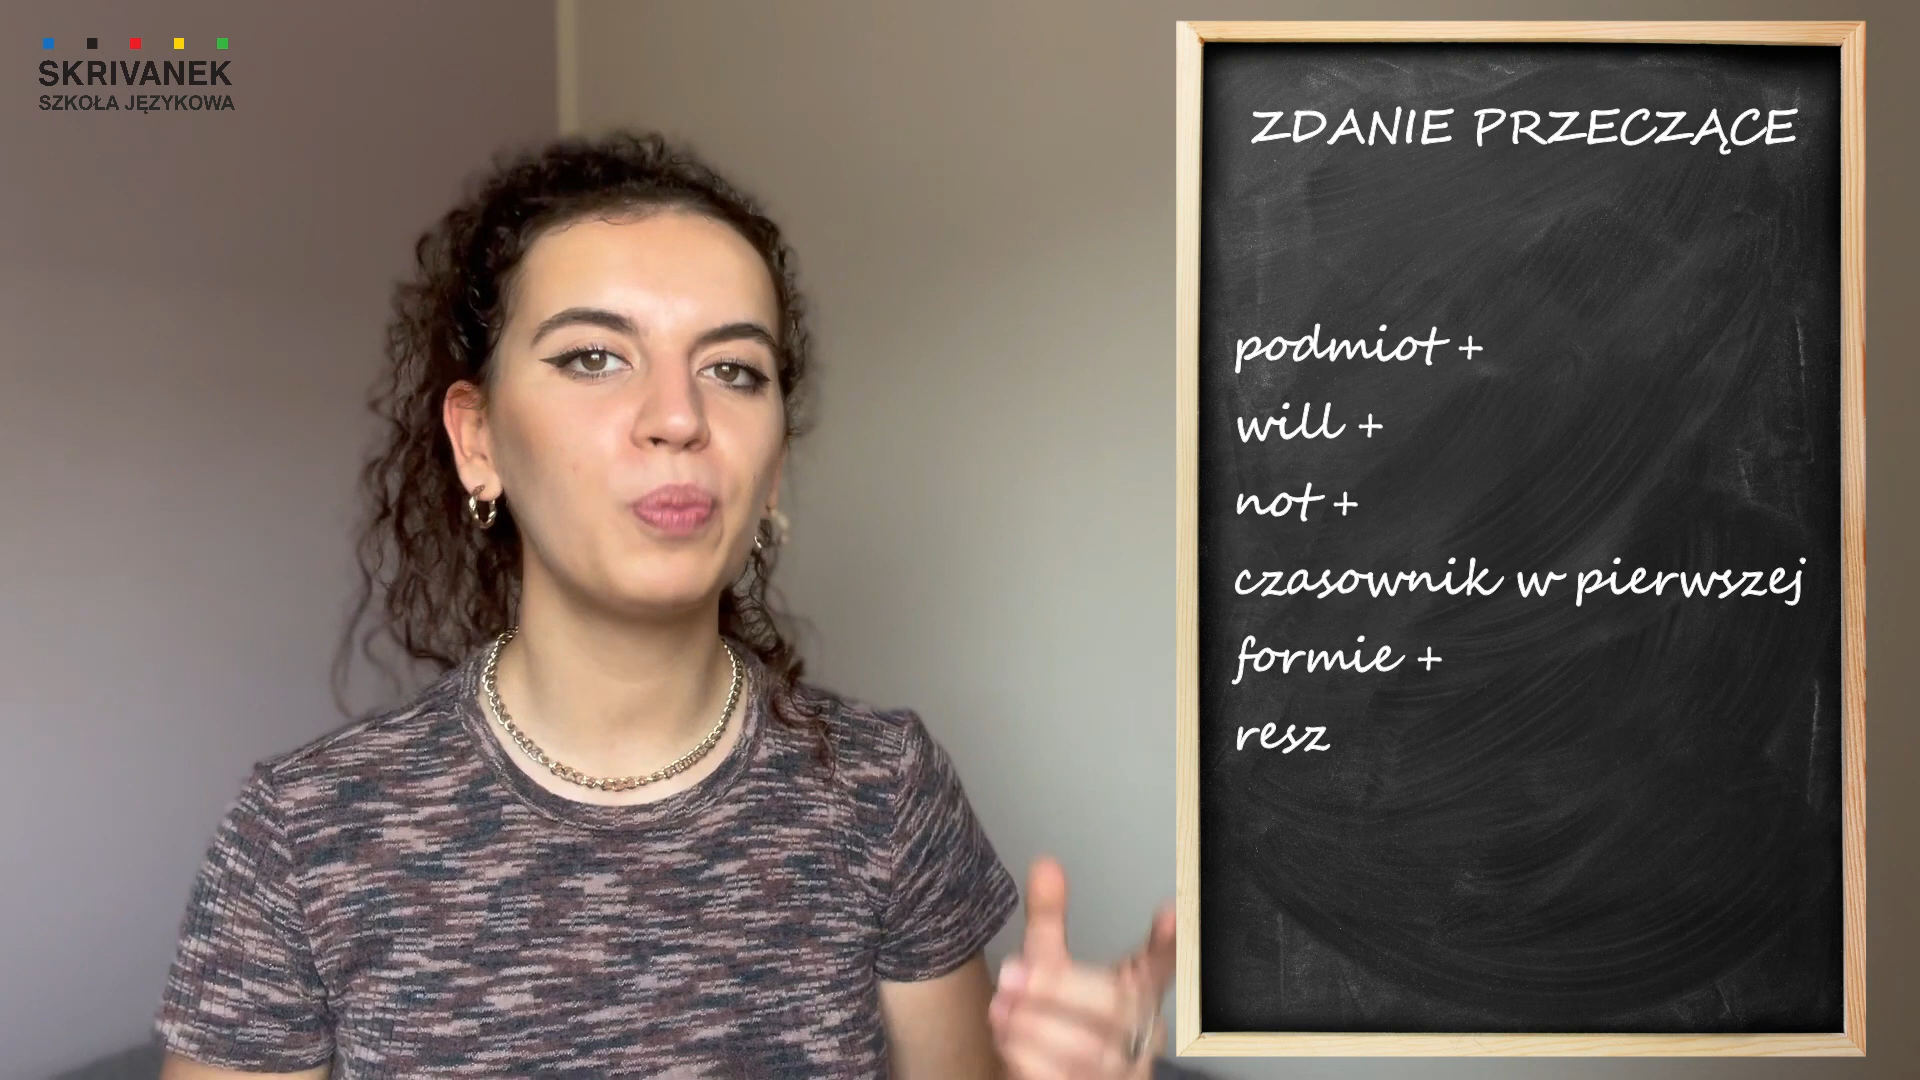 SKRIVANEK
SZKOŁA JĘZYKOWA
ZDANIE PRZECZĄCE
podmiot +
will +
not +
czasownik w pierwszej
formie +
resz